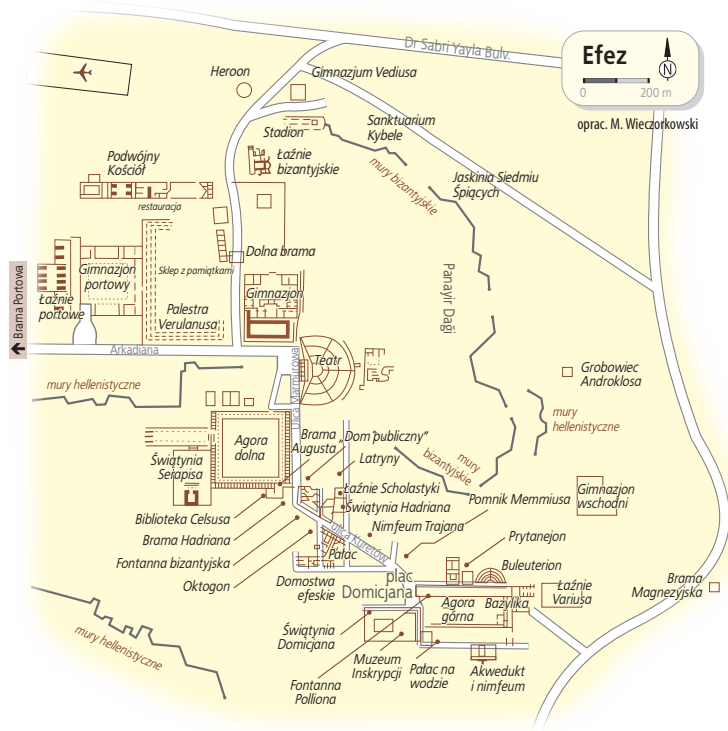 Dr Sabri Yayla Bulv.
Efez
N
0 200 m
oprac. M. Wieczorkowski
Heroon
Gimnazjum Vediusa
Stadion
Sanktuarium
Kybele
Łaźnie
bizantyjskie
mury bizantyjskie
Jaskinia Siedmiu
Śpiących
Podwójny
Kościół
restauracja
Dolna brama
Sklep z pamiątkami
Gimnazjon
portowy
Łaźnie
portowe
Palestra
Verulanusa
Gimnazjon
Panayir Daği
Brama Portowa
Arkadiana
Teatr
Ulica Marmurowa
mury hellenistyczne
Grobowiec
Androklosa
mury
hellenistyczne
mury
bizantyjskie
Agora
dolna
Brama
Augusta
„Dom publiczny”
Latryny
Świątynia
Serapisa
Łaźnie Scholastyki
Świątynia Hadriana
Pomnik Memmiusa
Gimnazjon
wschodni
Biblioteka Celsusa
Brama Hadriana
Nimfeum Trajana
ulica Kuretów
Prytanejon
Fontanna bizantyjska
Pałac
Buleuterion
Oktogon
Domostwa
efeskie
plac
Domicjana
Agora
górna
Bazylika
Łaźnie
Variusa
Brama
Magnezyjska
mury hellenistyczne
Świątynia
Domicjana
Muzeum
Inskrypcji
Pałac na
wodzie
Akwedukt
i nimfeum
Fontanna
Polliona